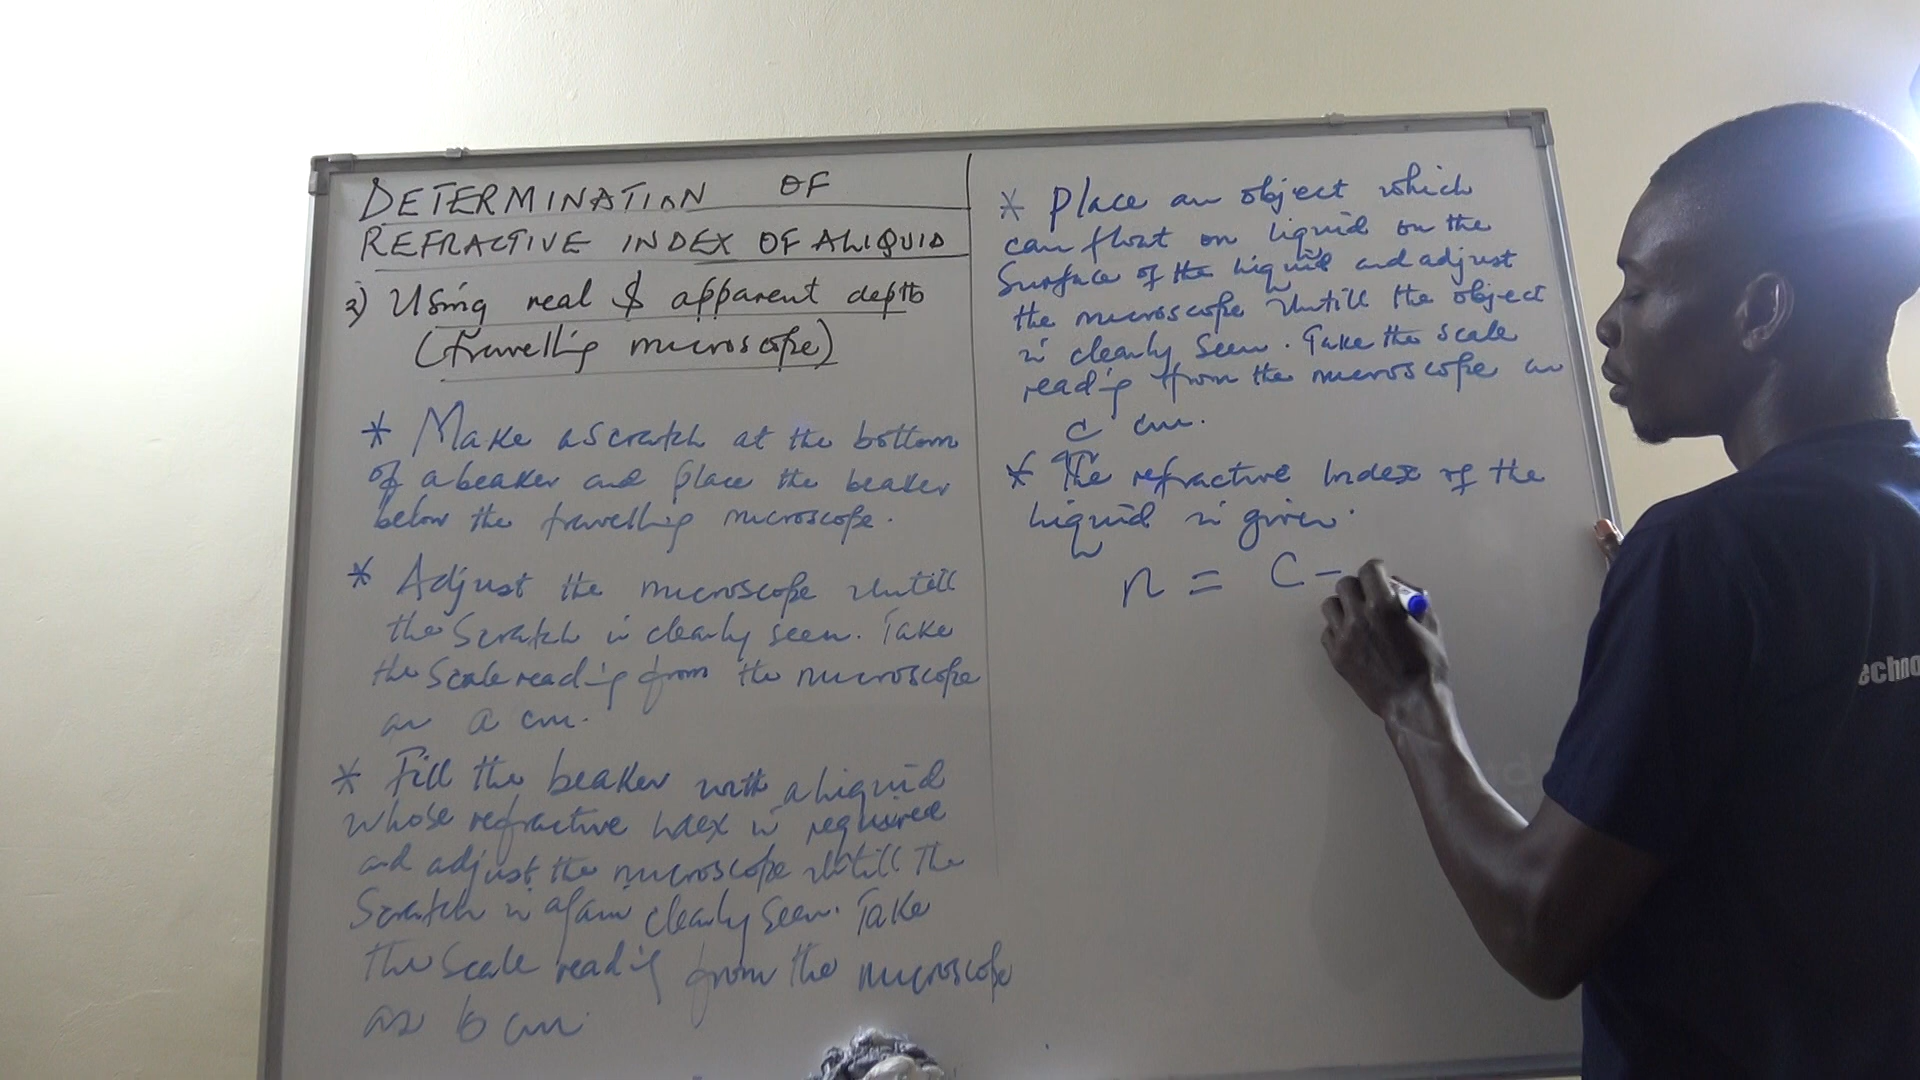 DETERMINATION OF
REFRACTIVE INDEX OF A LIQUID
2) Using real & apparent depth
(travelling microscope)
* Make a scratch at the bottom
of a beaker and place the beaker
below the travelling microscope.
* Adjust the microscope Untill
the Scratch is clearly seen. Take
the Scale reading from the microscope
as a cm.
* Fill the beaker with a liquid
whose refractive index is required
and adjust the microscope Untill the
Scratch is again clearly Seen. Take
the Scale reading from the microscope
as b cm.
* Place an object which
can float on liquid on the
Surface of the liquid and adjust
the microscope Untill the object
is clearly Seen. Take the scale
reading from the microscope as
c cm.
* The refractive Index of the
liquid is given.
n = C -
echno